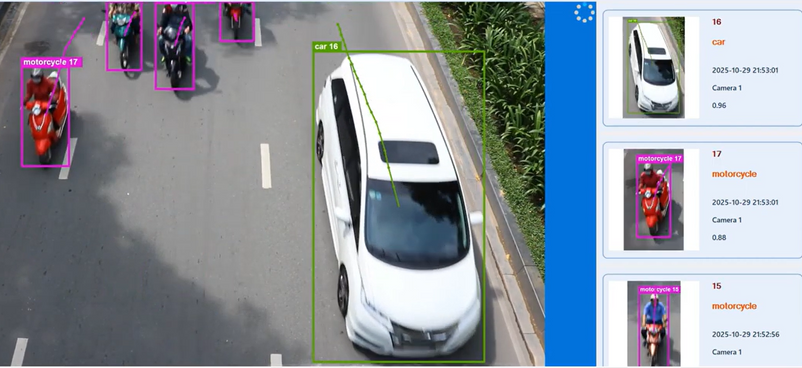 motorcycle 17
car 16
16
car
2025-10-29 21:53:01
Camera 1
0.96
motorcycle 17
17
motorcycle
2025-10-29 21:53:01
Camera 1
0.88
motorcycle 15
15
motorcycle
2025-10-29 21:52:56
Camera 1